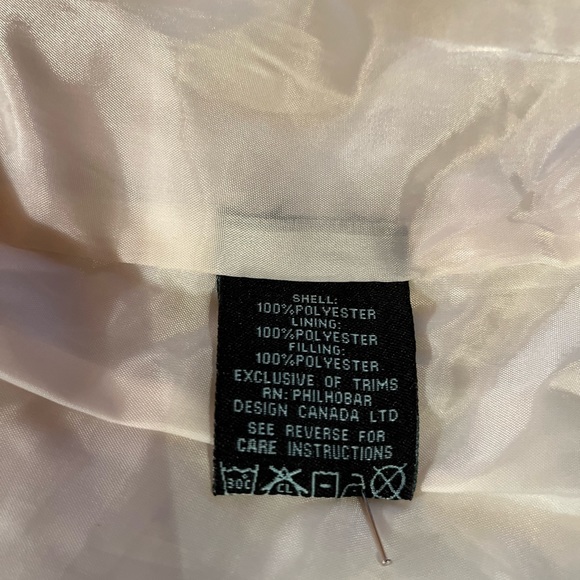 SHELL:
100%POLYESTER
LINING:
100%POLYESTER
FILLING:
100%POLYESTER
EXCLUSIVE OF TRIMS
RN: PHILHOBAR
DESIGN CANADA LTD
SEE REVERSE FOR
CARE INSTRUCTIONS
30C CL